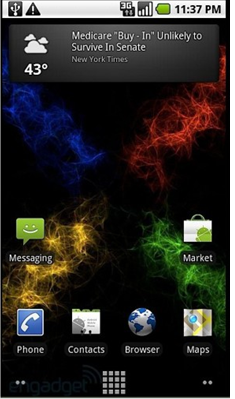 3G
11:37 PM
Medicare "Buy - In" Unlikely to
Survive In Senate
New York Times
43°
Messaging
Market
Phone
Contacts
Browser
Maps
engadget